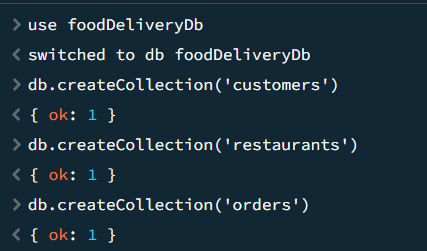 > use foodDeliveryDb
< switched to db foodDeliveryDb
> db.createCollection('customers')
< { ok: 1 }
> db.createCollection('restaurants')
< { ok: 1 }
> db.createCollection('orders')
< { ok: 1 }